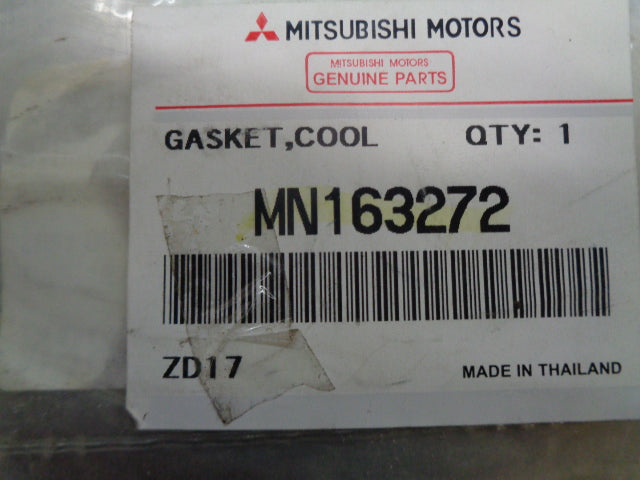 MITSUBISHI MOTORS
MITSUBISHI MOTORS
GENUINE PARTS
GASKET,COOL QTY: 1
MN163272
ZD17 MADE IN THAILAND